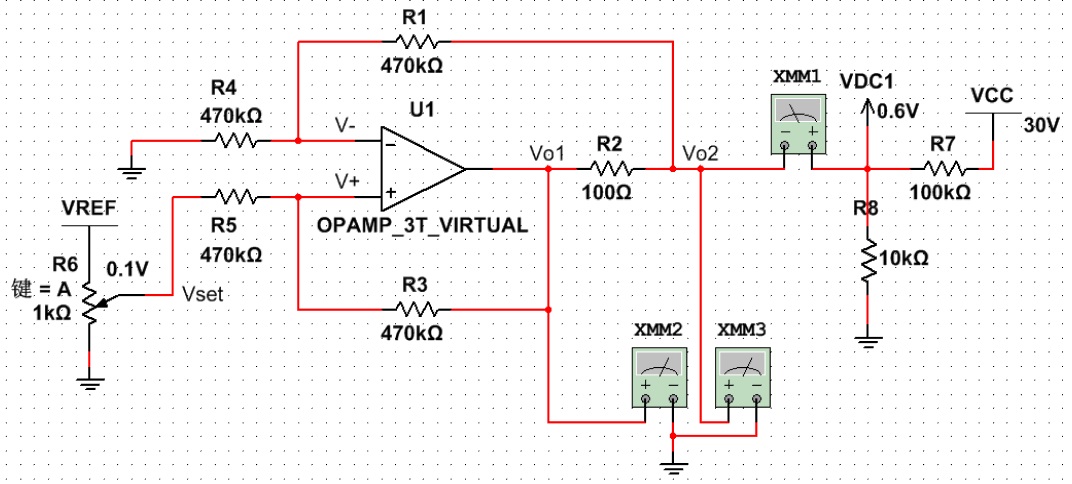 R1
470kΩ
XMM1
VDC1
0.6V
VCC
30V
R4
470kΩ
U1
V-
Vo1
R2
100Ω
Vo2
R7
100kΩ
V+
OPAMP_3T_VIRTUAL
VREF
R5
470kΩ
R8
10kΩ
R6
0.1V
键 = A
1kΩ
Vset
R3
470kΩ
XMM2
XMM3